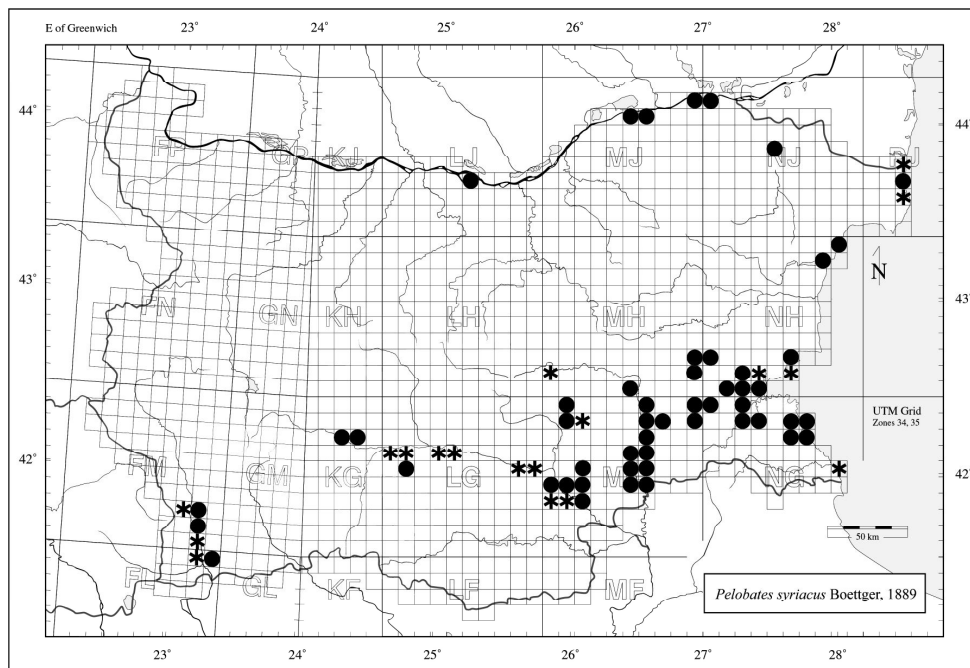 E of Greenwich
23° 24° 25° 26° 27° 28°
44° 44°
FP GP KJ LJ MJ NJ PJ
43° 43°
N
FN GN KH LH MH NH
UTM Grid
Zones 34, 35
42° 42°
FM GM KG LG NG
50 km
FL GL KF LF MF
Pelobates syriacus Boettger, 1889
23° 24° 25° 26° 27° 28°